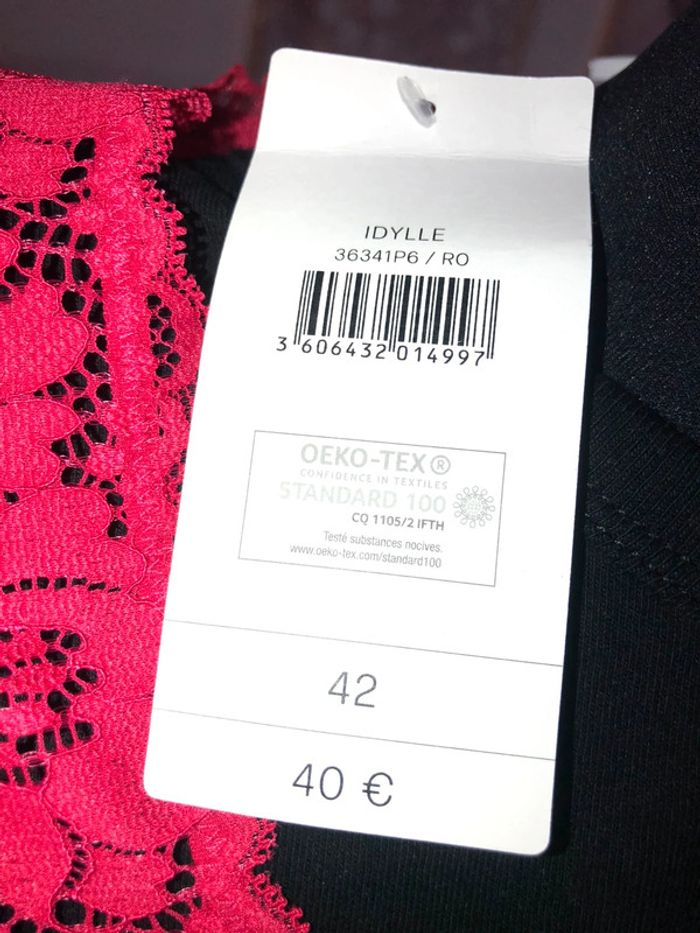 IDYLLE
36341P6 / RO
3 606432 014997
OEKO-TEX®
CONFIDENCE IN TEXTILES
STANDARD 100
CQ 1105/2 IFTH
Testé substances nocives.
www.oeko-tex.com/standard100
42
40 €